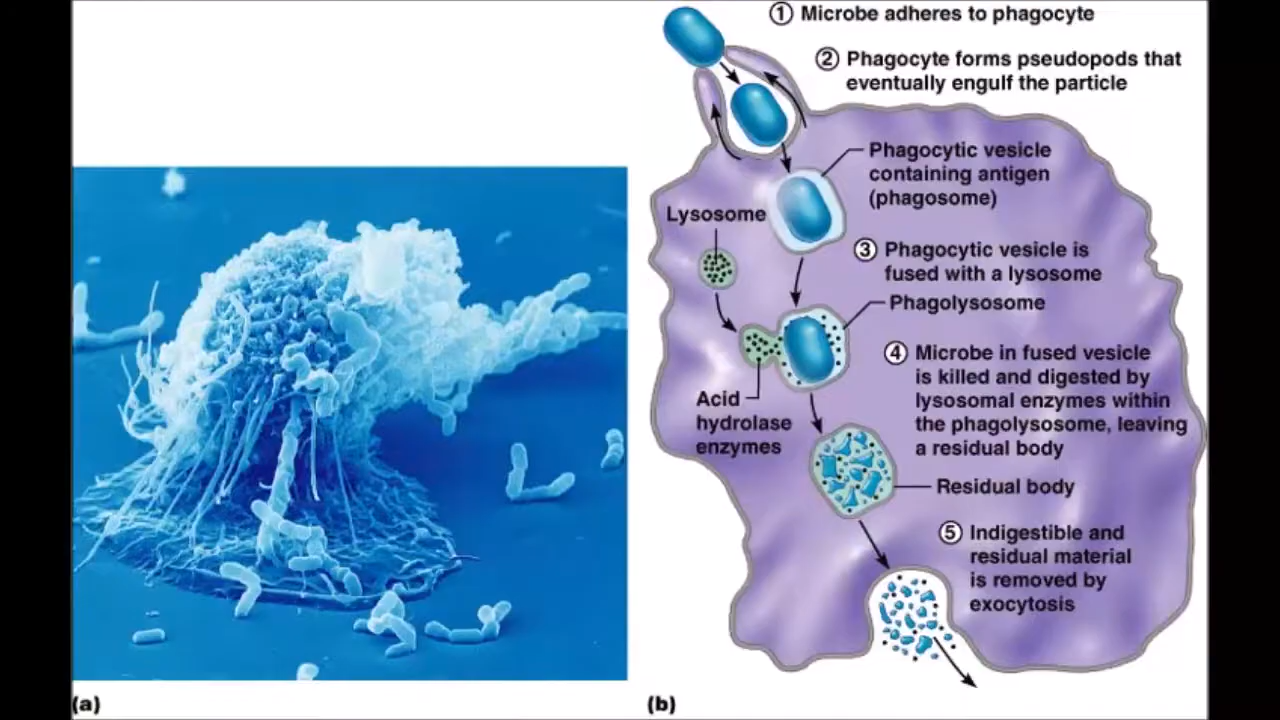 ① Microbe adheres to phagocyte
② Phagocyte forms pseudopods that
eventually engulf the particle
Phagocytic vesicle
containing antigen
(phagosome)
Lysosome
③ Phagocytic vesicle is
fused with a lysosome
Phagolysosome
④ Microbe in fused vesicle
is killed and digested by
lysosomal enzymes within
the phagolysosome, leaving
a residual body
Acid
hydrolase
enzymes
Residual body
⑤ Indigestible and
residual material
is removed by
exocytosis
(a)
(b)